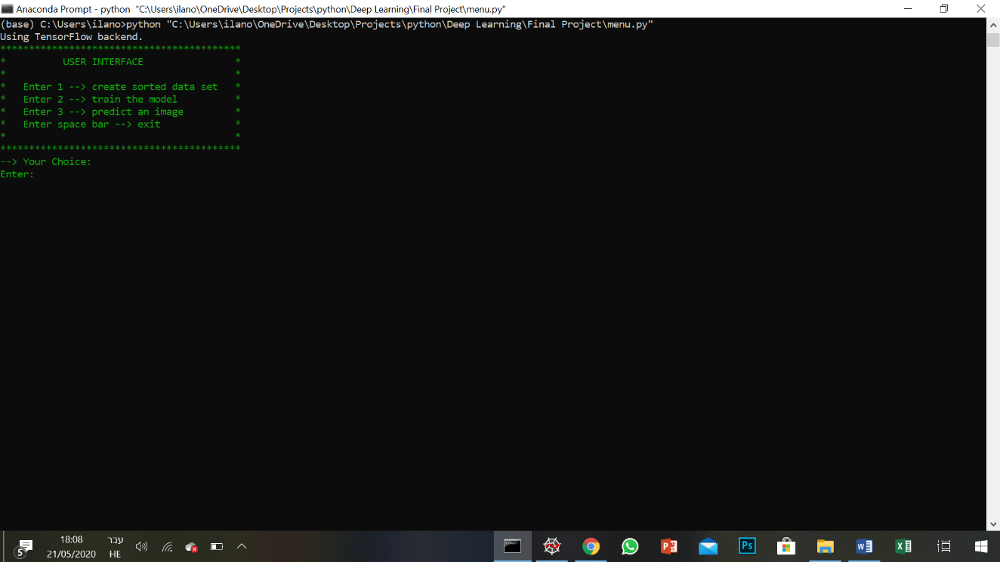 Anaconda Prompt - python  "C:\Users\ilano\OneDrive\Desktop\Projects\python\Deep Learning\Final Project\menu.py"
(base) C:\Users\ilano>python "C:\Users\ilano\OneDrive\Desktop\Projects\python\Deep Learning\Final Project\menu.py"
Using TensorFlow backend.
******************************************
*          USER INTERFACE                *
*                                        *
*   Enter 1 --> create sorted data set   *
*   Enter 2 --> train the model          *
*   Enter 3 --> predict an image         *
*   Enter space bar --> exit             *
*                                        *
******************************************
--> Your Choice:
Enter:
5
18:08
21/05/2020
עבר
HE
Ps